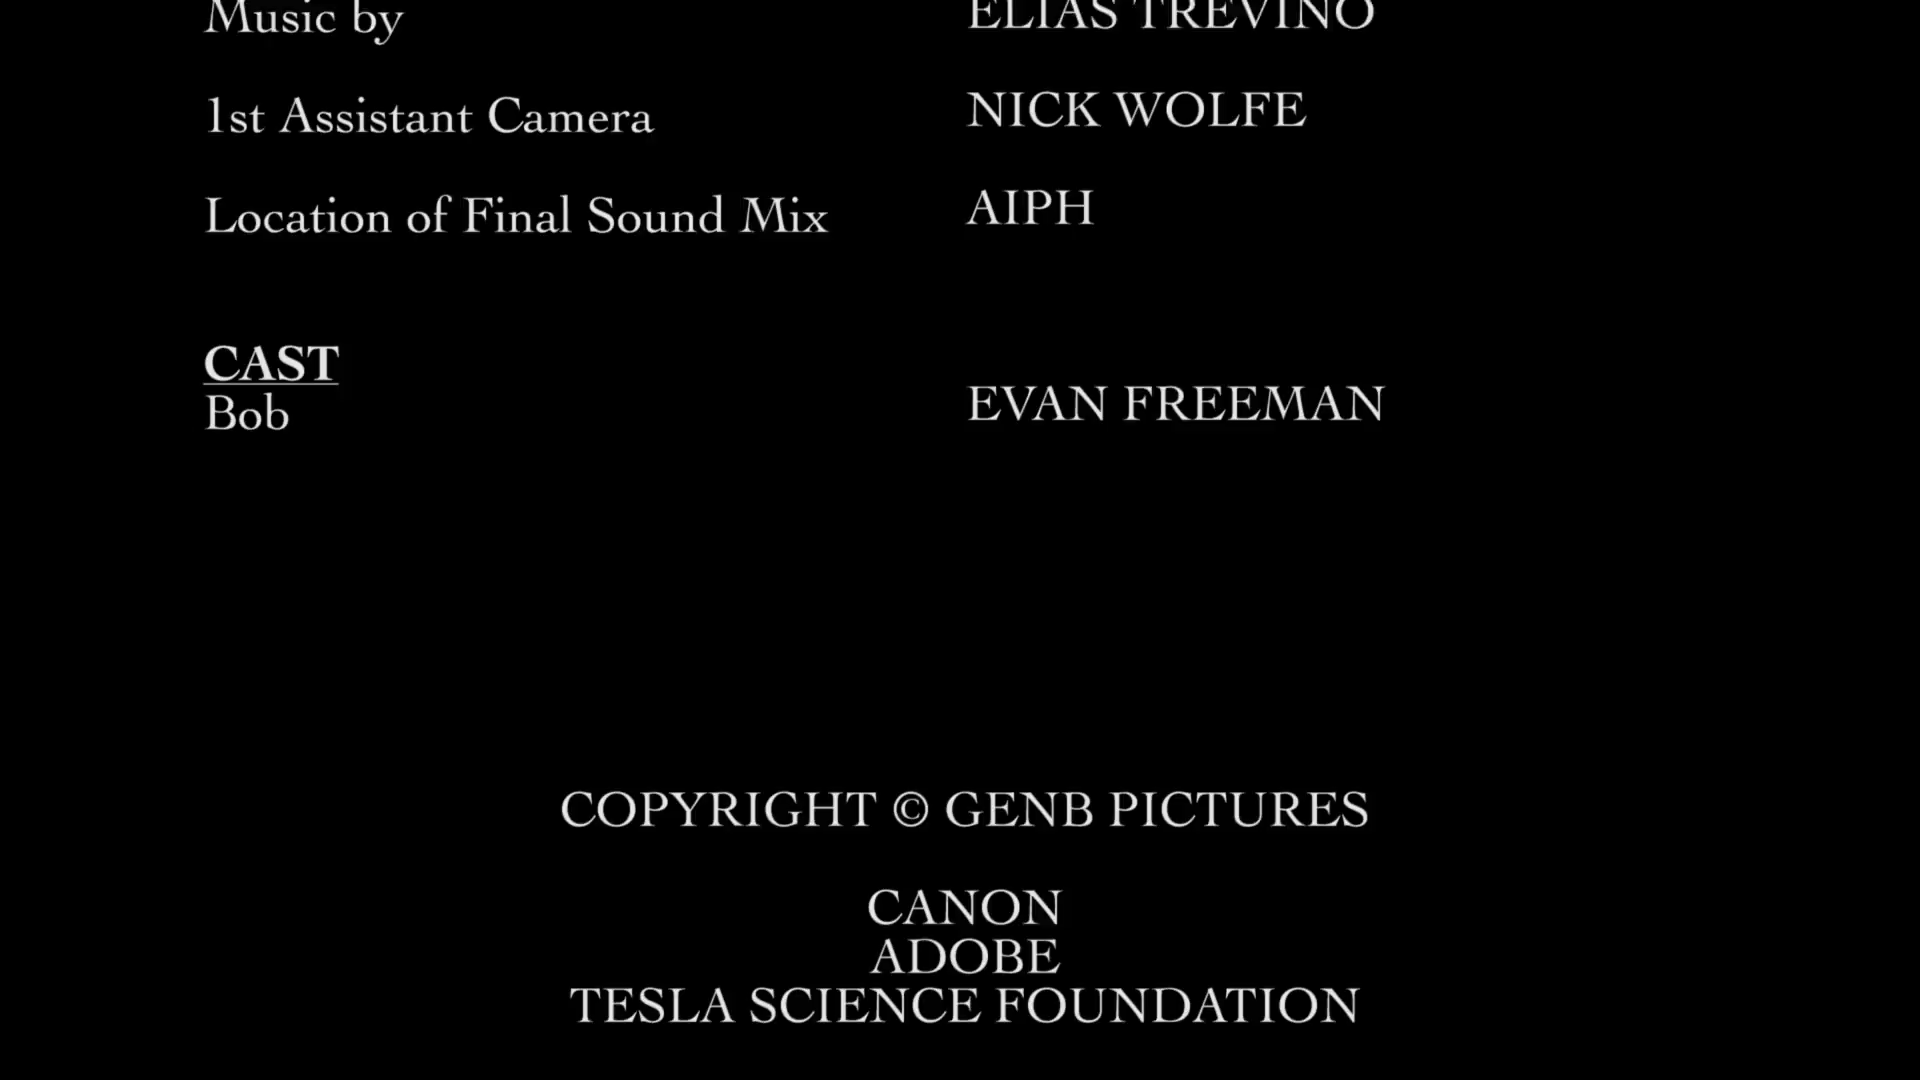 Music by ELIAS TREVINO
1st Assistant Camera NICK WOLFE
Location of Final Sound Mix AIPH
CAST
Bob EVAN FREEMAN
COPYRIGHT © GENB PICTURES
CANON
ADOBE
TESLA SCIENCE FOUNDATION